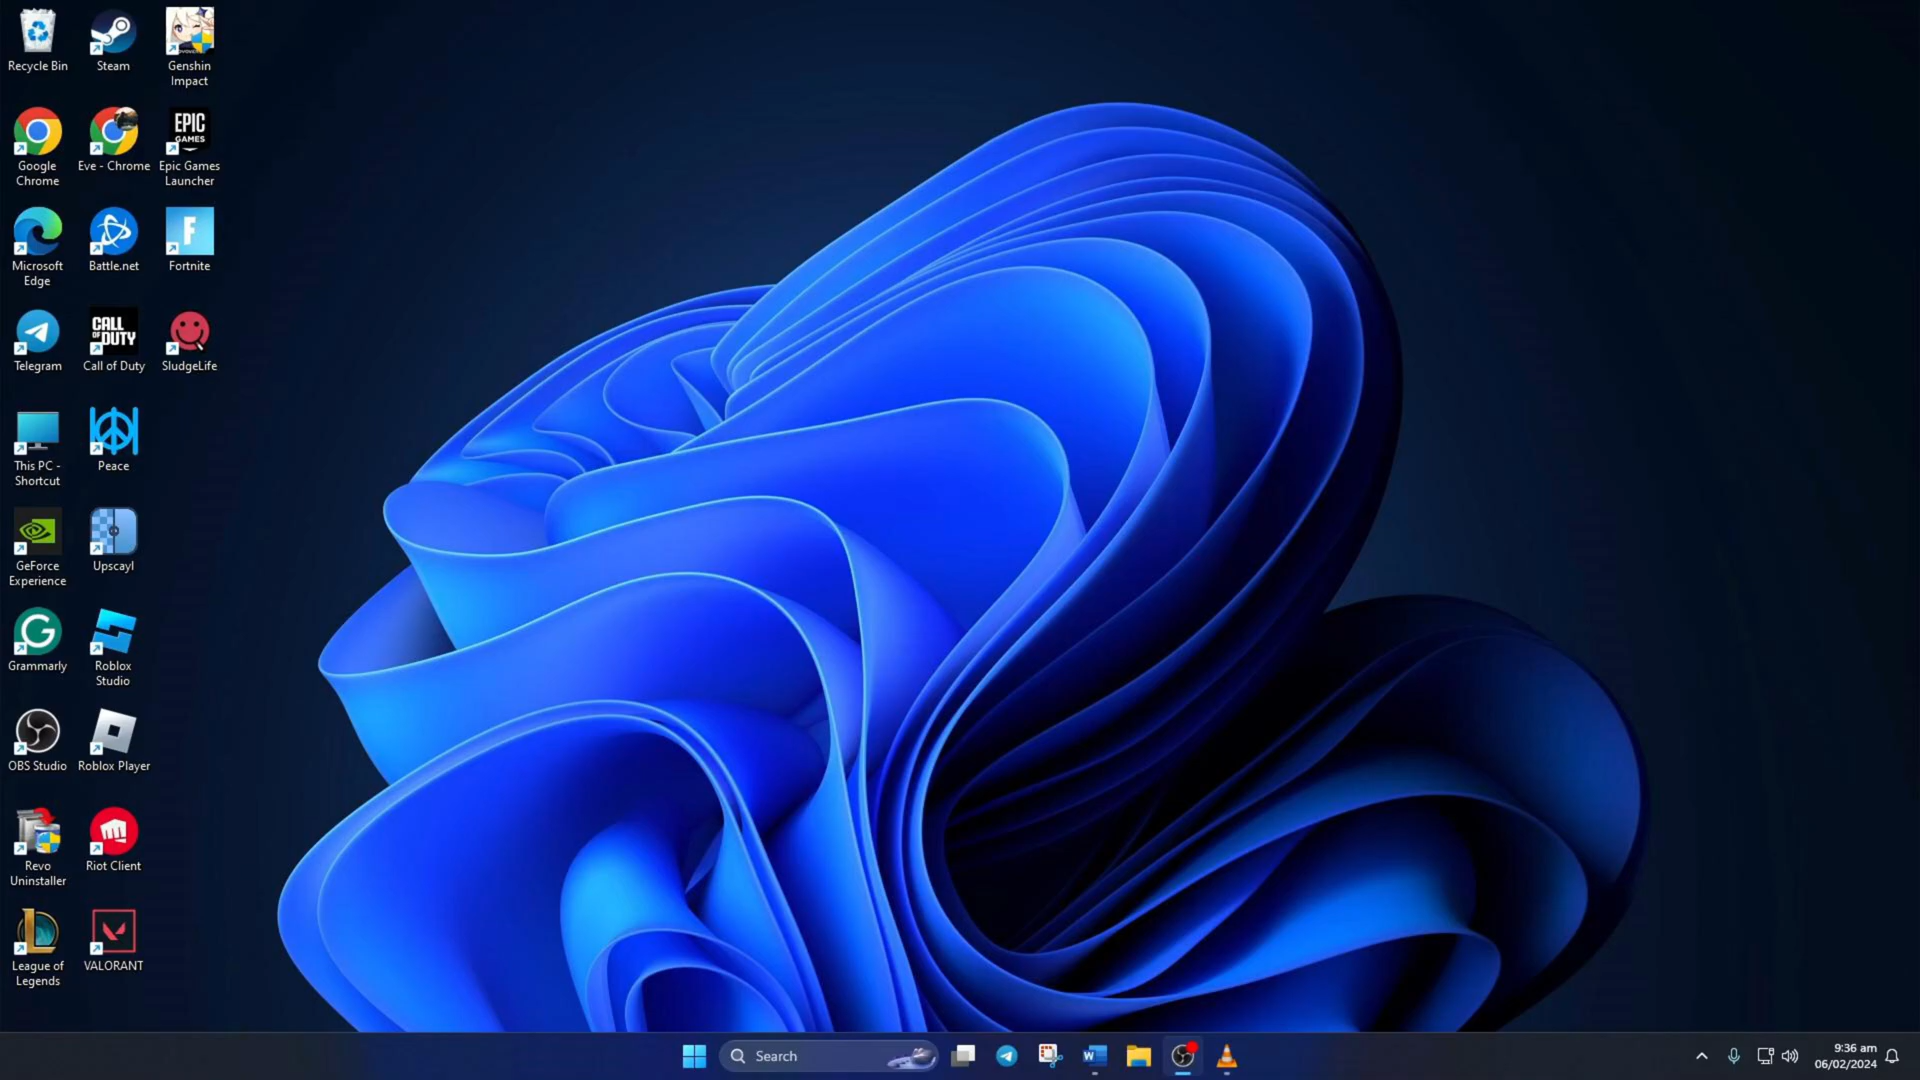 Recycle Bin
Steam
Genshin
Impact
Google
Chrome
Eve - Chrome
EPIC
GAMES
Epic Games
Launcher
Microsoft
Edge
Battle.net
F
Fortnite
Telegram
CALL
OF DUTY
Call of Duty
SludgeLife
This PC -
Shortcut
Peace
GeForce
Experience
Upscayl
G
Grammarly
Roblox
Studio
OBS Studio
Roblox Player
Revo
Uninstaller
Riot Client
L
League of
Legends
VALORANT
Search
W
9:36 am
06/02/2024